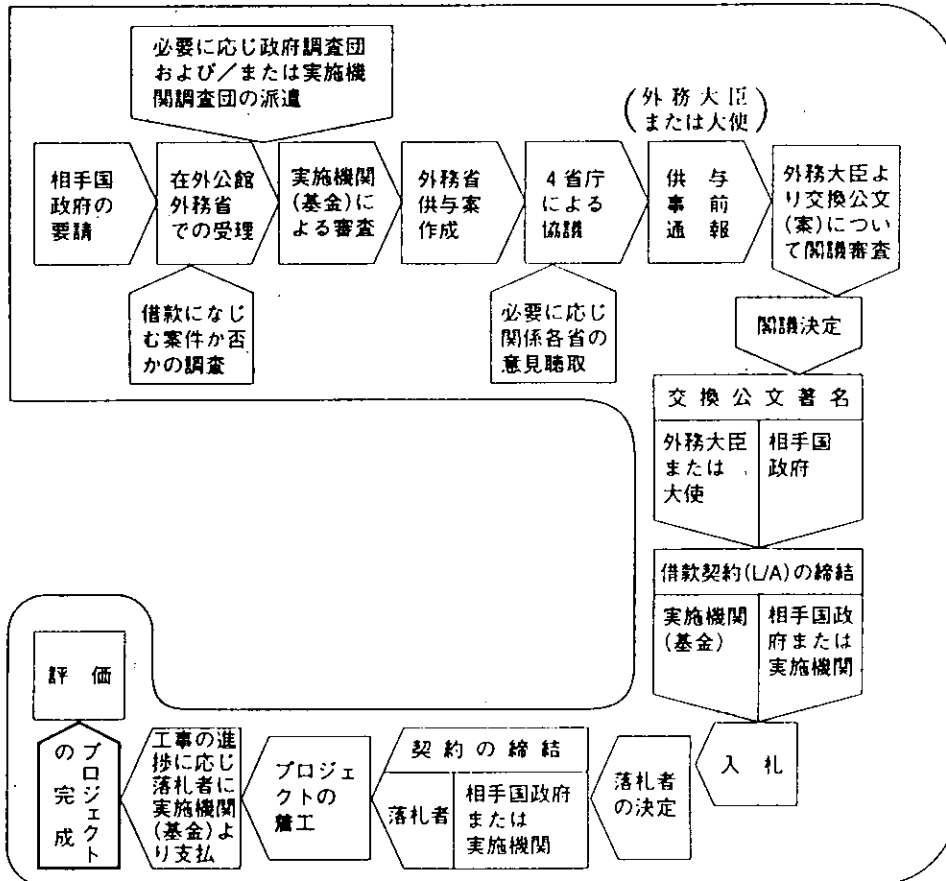 必要に応じ政府調査団
および／または実施機
関調査団の派遣
(外務大臣
または大使)
相手国
政府の
要請
在外公館
外務省
での受理
実施機関
(基金)に
よる審査
外務省
供与案
作成
4省庁
による
協議
供与
事前
通報
外務大臣よ
り交換公文
(案)につい
て閣議審査
借款になじ
む案件か否
かの調査
必要に応じ
関係各省の
意見聴取
閣議決定
交換公文著名
外務大臣
または
大使
相手国
政府
借款契約(L/A)の締結
実施機関
(基金)
相手国政
府または
実施機関
入札
落札者
の決定
契約の締結
落札者
相手国政府
または
実施機関
プロジェ
クトの
着工
工事の進
捗に応じ
落札者に
実施機関
(基金)よ
り支払
プロジェクト
の完成
評価